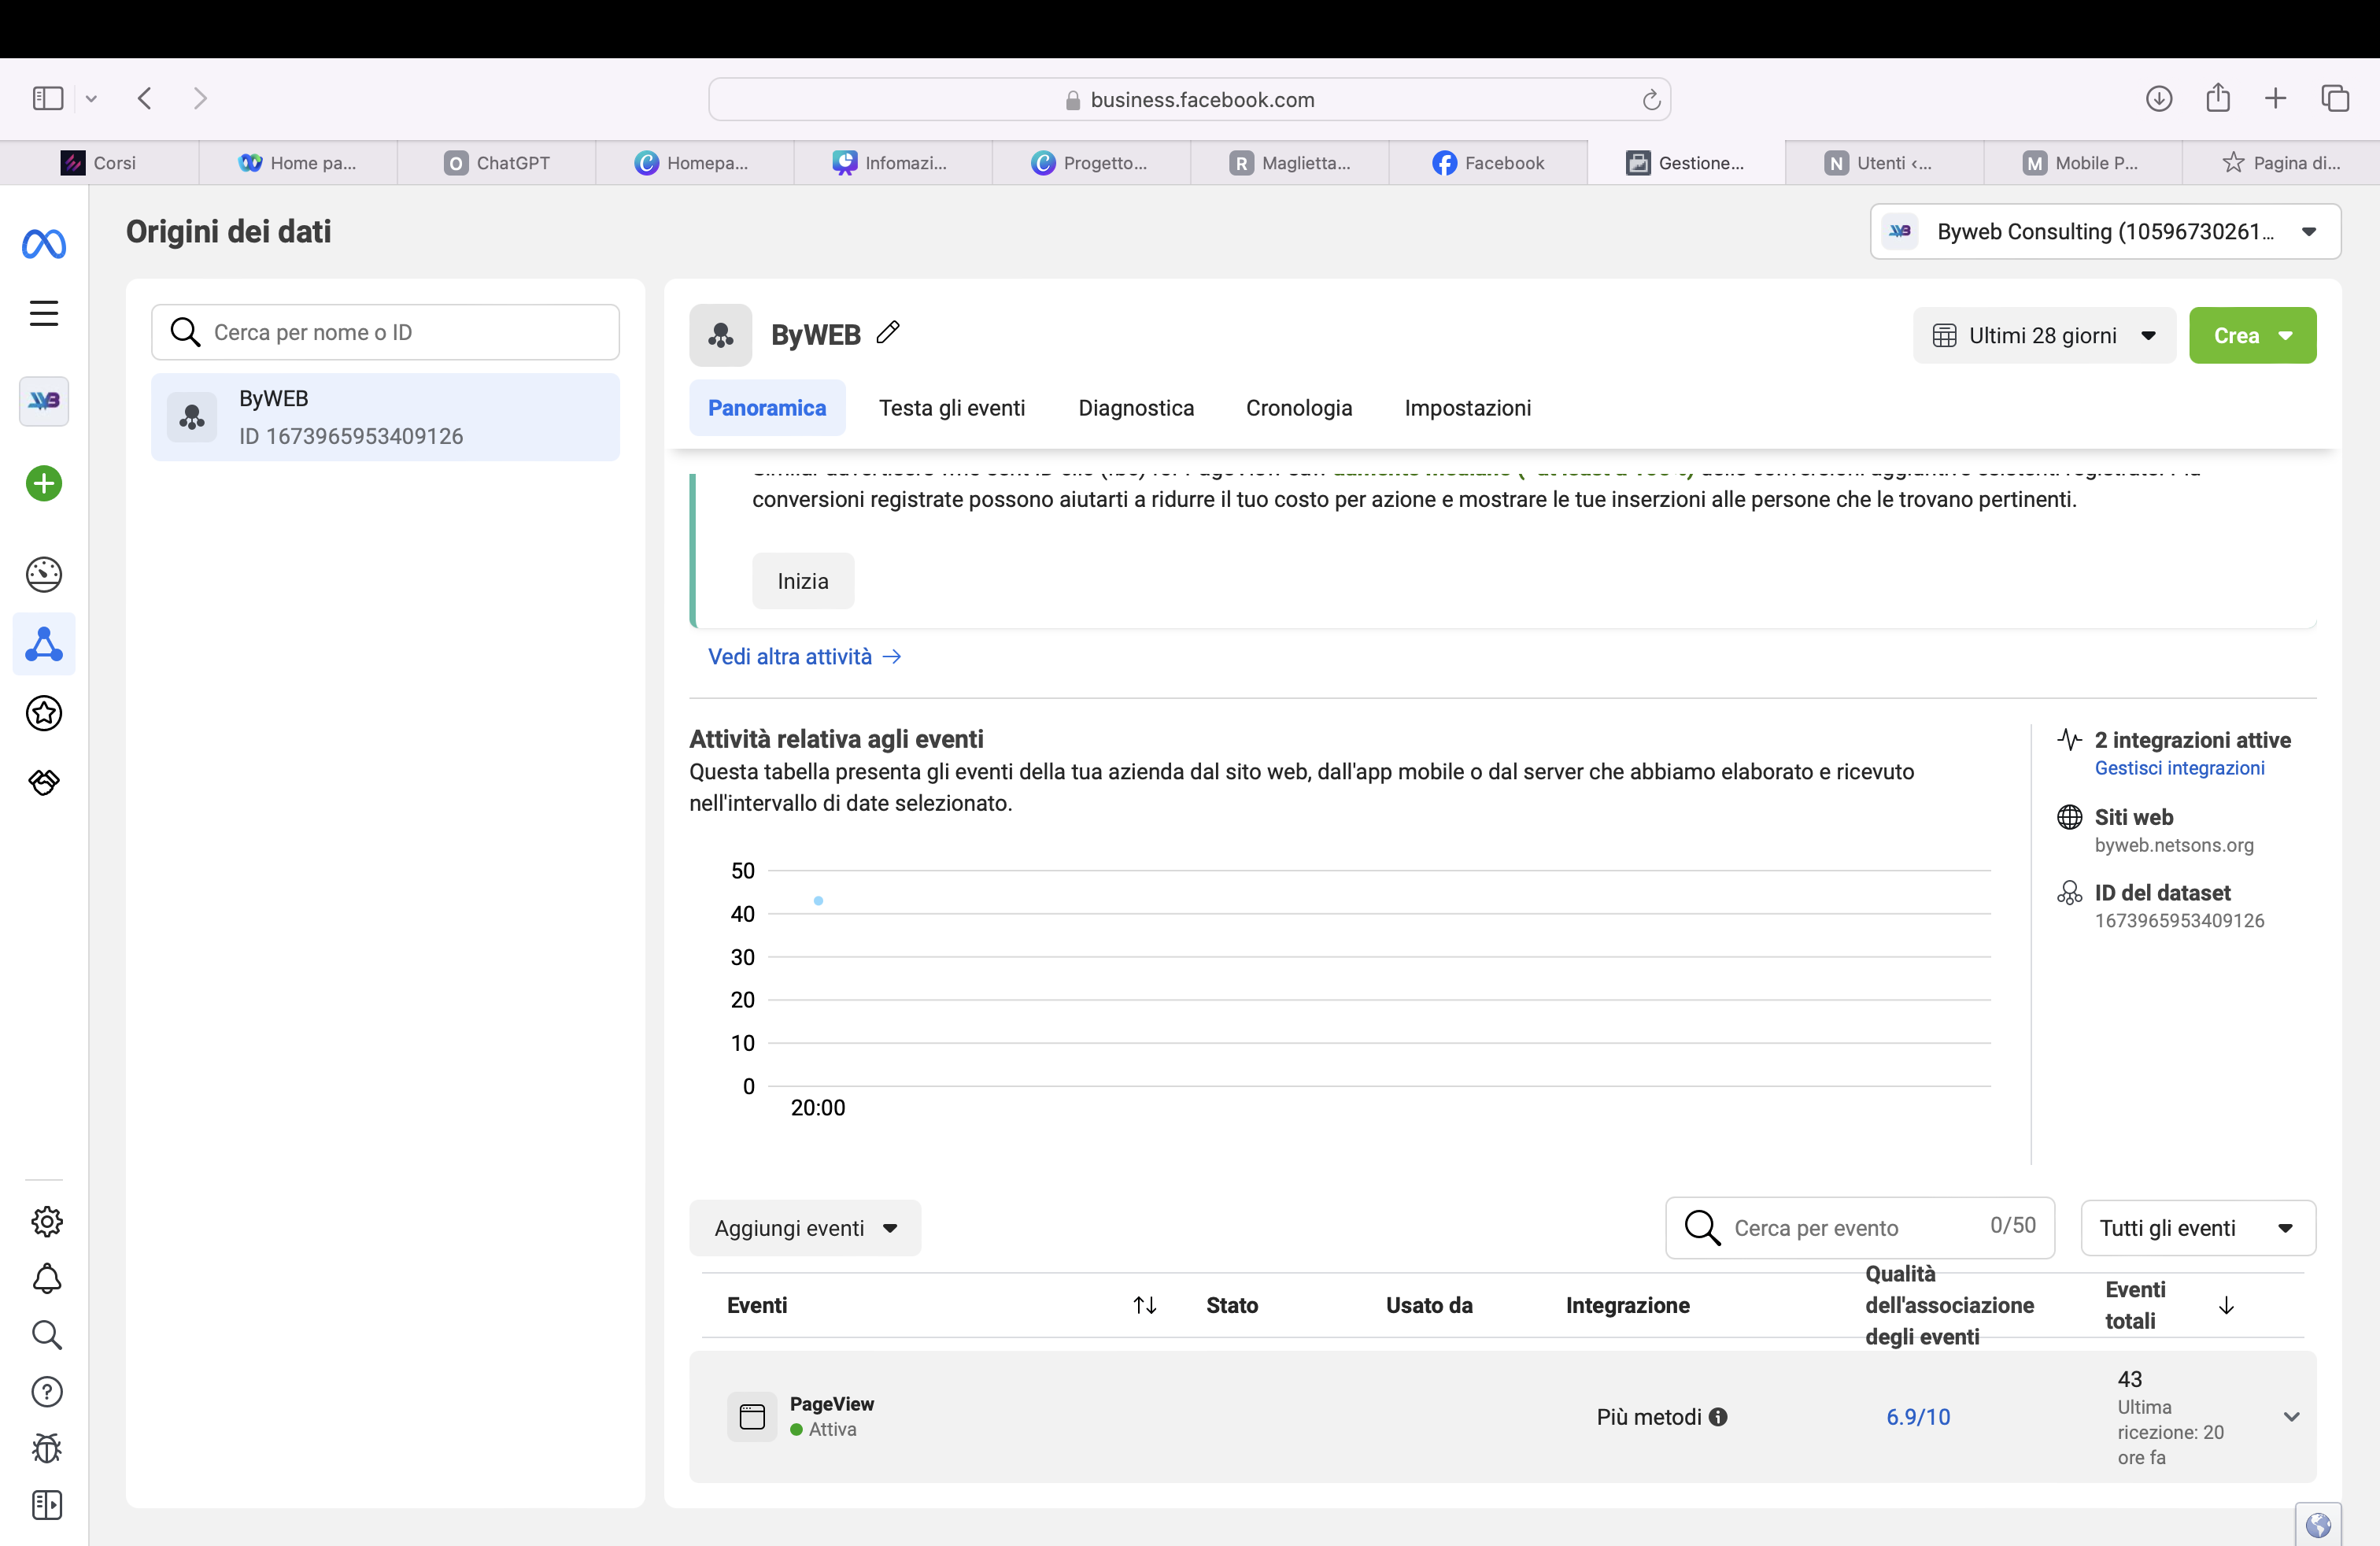 business.facebook.com
Corsi
Home pa...
O ChatGPT
Homepa...
Infomazi...
Progetto...
R Maglietta...
Facebook
Gestione...
N Utenti ‹...
M Mobile P...
Pagina di...
Origini dei dati
Byweb Consulting (10596730261...
Cerca per nome o ID
ByWEB
ID 1673965953409126
ByWEB
Ultimi 28 giorni
Crea
Panoramica
Testa gli eventi
Diagnostica
Cronologia
Impostazioni
conversioni registrate possono aiutarti a ridurre il tuo costo per azione e mostrare le tue inserzioni alle persone che le trovano pertinenti.
Inizia
Vedi altra attività →
Attività relativa agli eventi
Questa tabella presenta gli eventi della tua azienda dal sito web, dall'app mobile o dal server che abbiamo elaborato e ricevuto
nell'intervallo di date selezionato.
2 integrazioni attive
Gestisci integrazioni
Siti web
byweb.netsons.org
ID del dataset
1673965953409126
50
40
30
20
10
0
20:00
Aggiungi eventi
Cerca per evento 0/50
Tutti gli eventi
Eventi
Stato
Usato da
Integrazione
Qualità
dell'associazione
degli eventi
Eventi
totali
PageView
Attiva
Più metodi
6.9/10
43
Ultima
ricezione: 20
ore fa